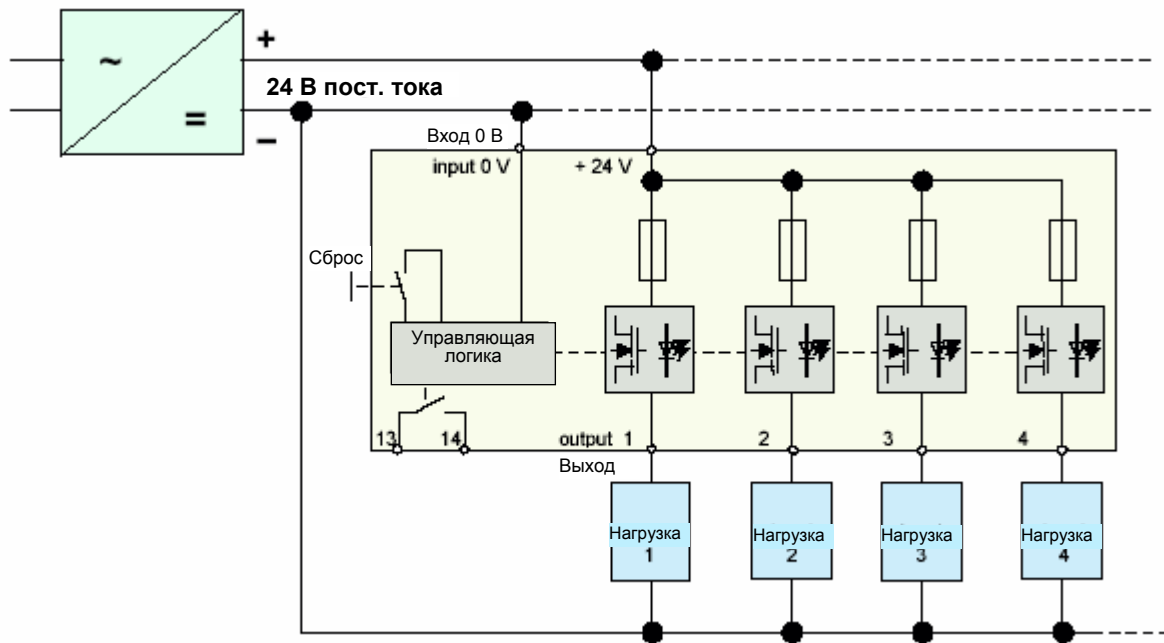 ~
+
24 В пост. тока
=
–
Вход 0 В
input 0 V
+ 24 V
Сброс
Управляющая
логика
13
14
output 1
2
3
4
Выход
Нагрузка
1
Нагрузка
2
Нагрузка
3
Нагрузка
4